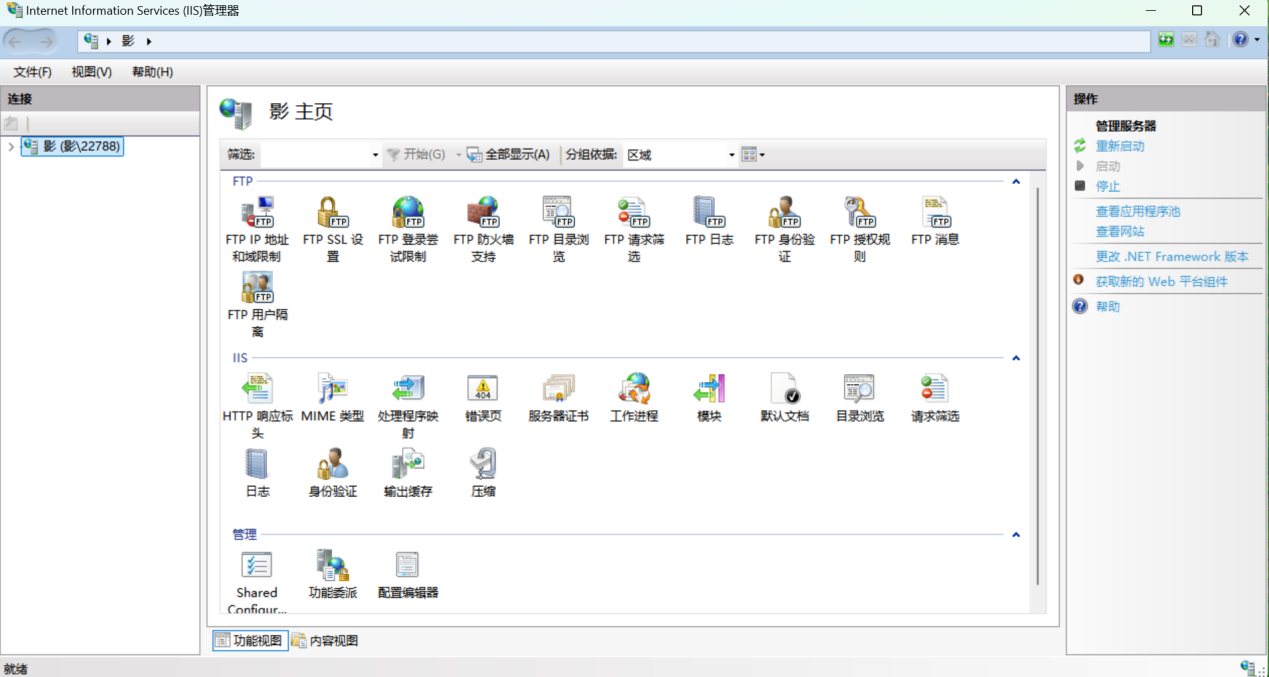 Internet Information Services (IIS)管理器
影
文件(F) 视图(V) 帮助(H)
连接
影 (影\22788)
影 主页
筛选: 开始(G) 全部显示(A) 分组依据: 区域
FTP
FTP IP 地址和域限制
FTP SSL 设置
FTP 登录尝试限制
FTP 防火墙支持
FTP 目录浏览
FTP 请求筛选
FTP 日志
FTP 身份验证
FTP 授权规则
FTP 消息
FTP 用户隔离
IIS
HTTP 响应标头
MIME 类型
处理程序映射
错误页
服务器证书
工作进程
模块
默认文档
目录浏览
请求筛选
日志
身份验证
输出缓存
压缩
管理
Shared
Configur...
功能委派
配置编辑器
功能视图 内容视图
操作
管理服务器
重新启动
启动
停止
查看应用程序池
查看网站
更改 .NET Framework 版本
获取新的 Web 平台组件
帮助
就绪